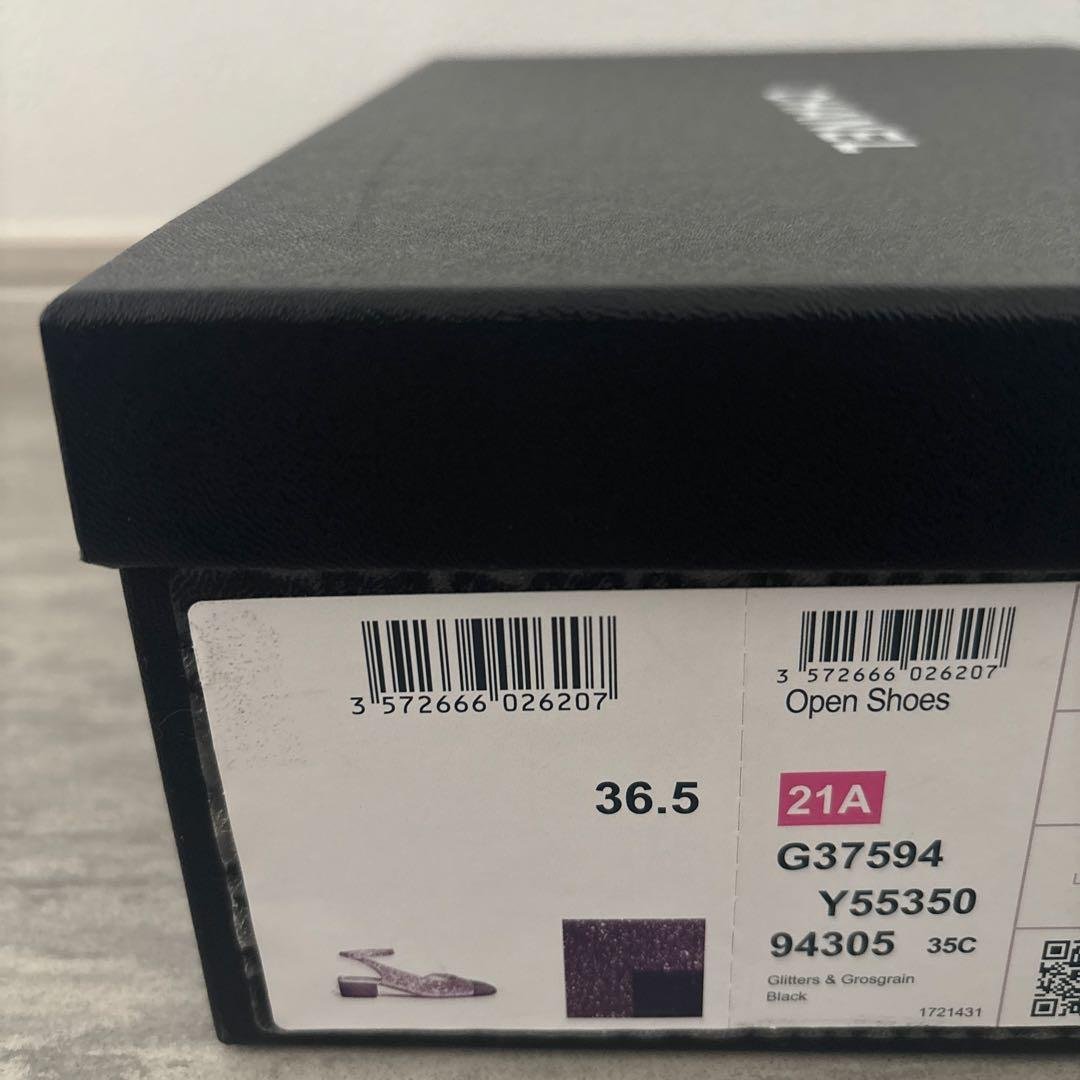 CHANEL
3 572666 026207
36.5
3 572666 026207
Open Shoes
21A
G37594
Y55350
94305 35C
Glitters & Grosgrain
Black
1721431